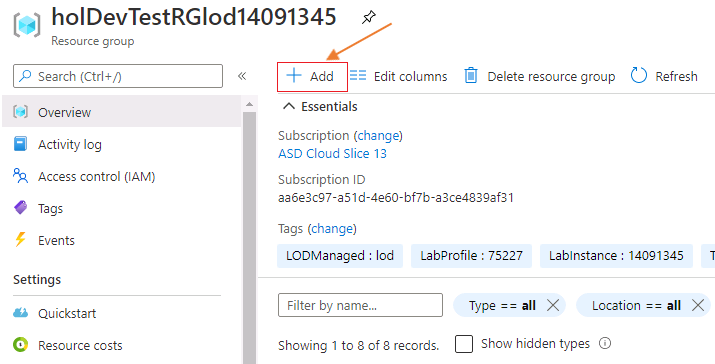 holDevTestRGlod14091345
Resource group
Search (Ctrl+/)
«
Overview
Activity log
Access control (IAM)
Tags
Events
Settings
Quickstart
Resource costs
Add
Edit columns
Delete resource group
Refresh
Essentials
Subscription (change)
ASD Cloud Slice 13
Subscription ID
aa6e3c97-a51d-4e60-bf7b-a3ce4839af31
Tags (change)
LODManaged : lod LabProfile : 75227 LabInstance : 14091345 T
Filter by name... Type == all Location == all
Showing 1 to 8 of 8 records. Show hidden types